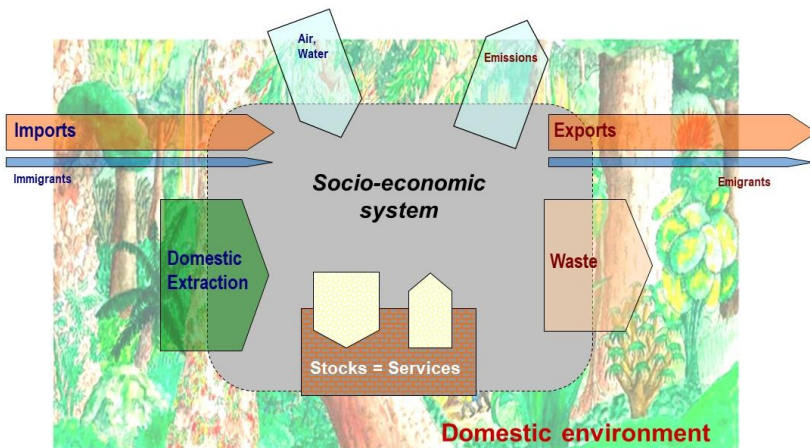 Air,
Water
Emissions
Imports
Exports
Immigrants
Emigrants
Socio-economic
system
Domestic
Extraction
Waste
Stocks = Services
Domestic environment